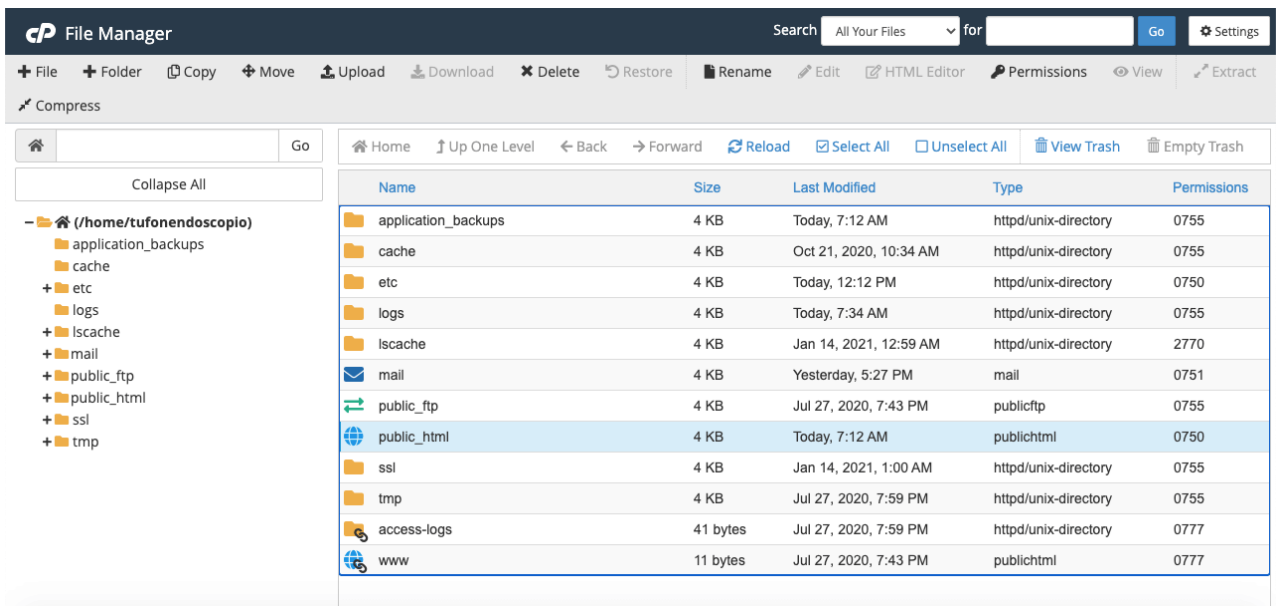 cP File Manager Search All Your Files for Go Settings
File Folder Copy Move Upload Download Delete Restore Rename Edit HTML Editor Permissions View Extract
Compress
Go
Collapse All
(/home/tufonendoscopio)
application_backups
cache
etc
logs
lscache
mail
public_ftp
public_html
ssl
tmp
Home Up One Level Back Forward Reload Select All Unselect All View Trash Empty Trash
Name Size Last Modified Type Permissions
application_backups 4 KB Today, 7:12 AM httpd/unix-directory 0755
cache 4 KB Oct 21, 2020, 10:34 AM httpd/unix-directory 0755
etc 4 KB Today, 12:12 PM httpd/unix-directory 0750
logs 4 KB Today, 7:34 AM httpd/unix-directory 0755
lscache 4 KB Jan 14, 2021, 12:59 AM httpd/unix-directory 2770
mail 4 KB Yesterday, 5:27 PM mail 0751
public_ftp 4 KB Jul 27, 2020, 7:43 PM publicftp 0755
public_html 4 KB Today, 7:12 AM publichtml 0750
ssl 4 KB Jan 14, 2021, 1:00 AM httpd/unix-directory 0755
tmp 4 KB Jul 27, 2020, 7:59 PM httpd/unix-directory 0755
access-logs 41 bytes Jul 27, 2020, 7:59 PM httpd/unix-directory 0777
www 11 bytes Jul 27, 2020, 7:43 PM publichtml 0777